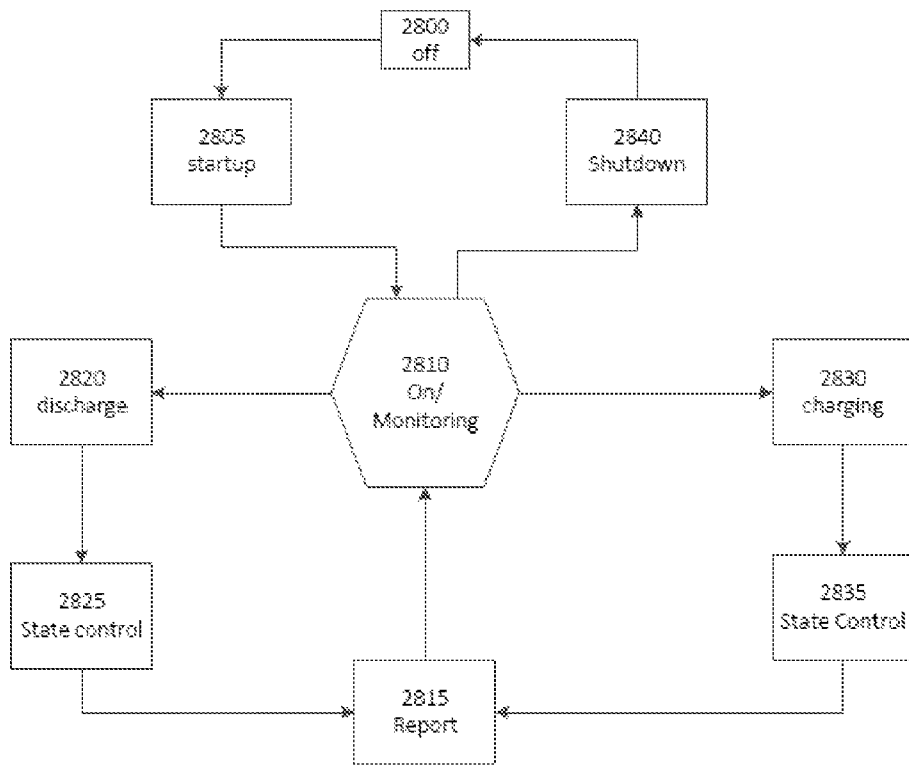 2800
off
2805
startup
2840
Shutdown
2810
On/
Monitoring
2820
discharge
2830
charging
2825
State control
2835
State Control
2815
Report